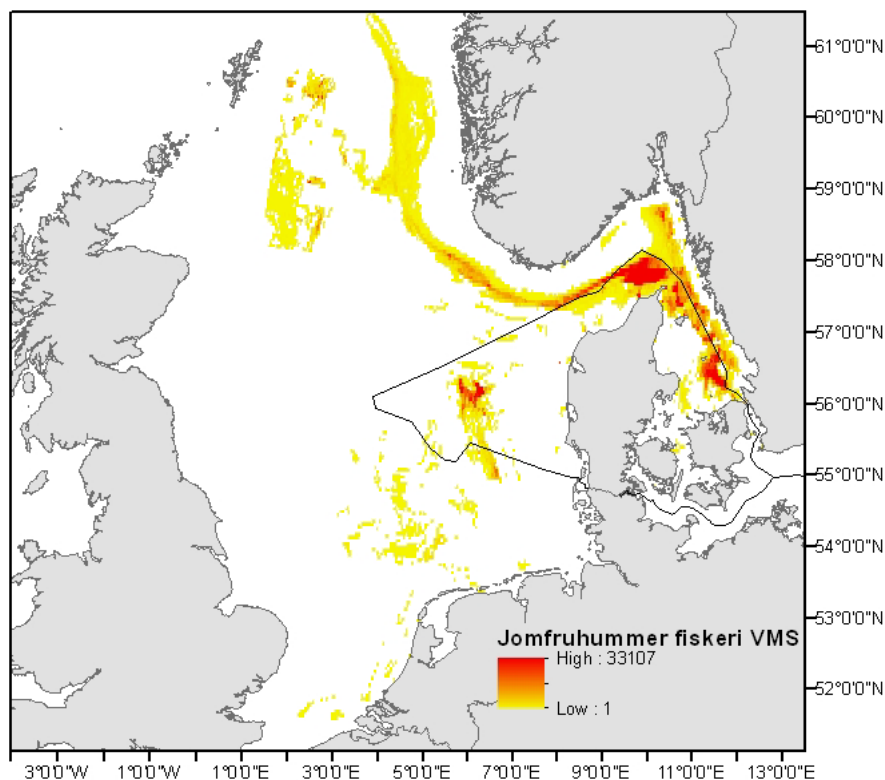 61°0'0"N
60°0'0"N
59°0'0"N
58°0'0"N
57°0'0"N
56°0'0"N
55°0'0"N
54°0'0"N
53°0'0"N
52°0'0"N
Jomfruhummer fiskeri VMS
High : 33107
Low : 1
3°0'0"W 1°0'0"W 1°0'0"E 3°0'0"E 5°0'0"E 7°0'0"E 9°0'0"E 11°0'0"E 13°0'0"E